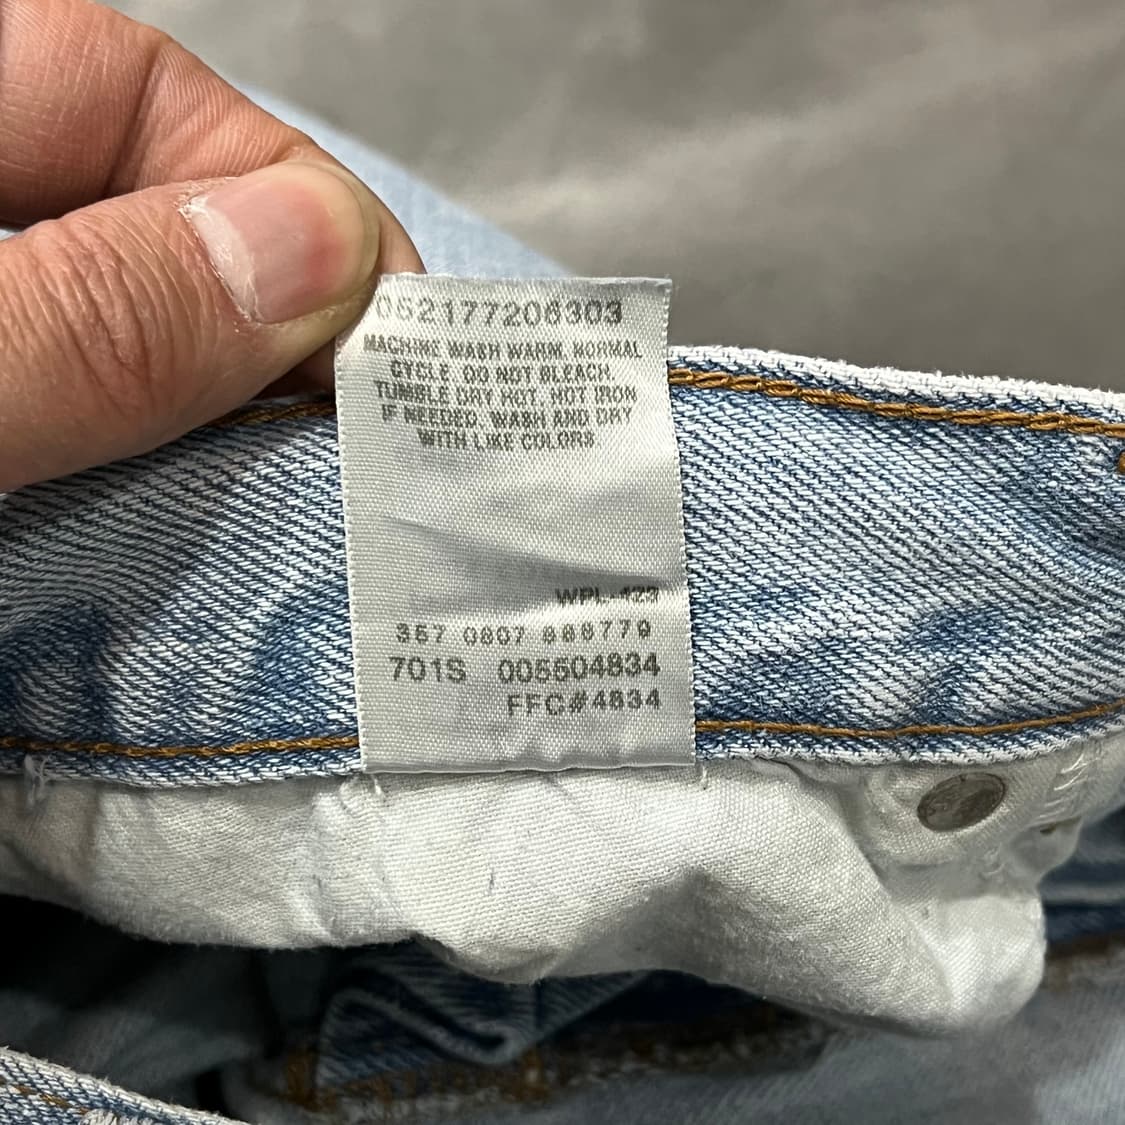 052177206303
MACHINE WASH WARM, NORMAL
CYCLE. DO NOT BLEACH.
TUMBLE DRY HOT. HOT IRON
IF NEEDED. WASH AND DRY
WITH LIKE COLORS
WPL 423
357 0807
701S 005504834
FFC#4834